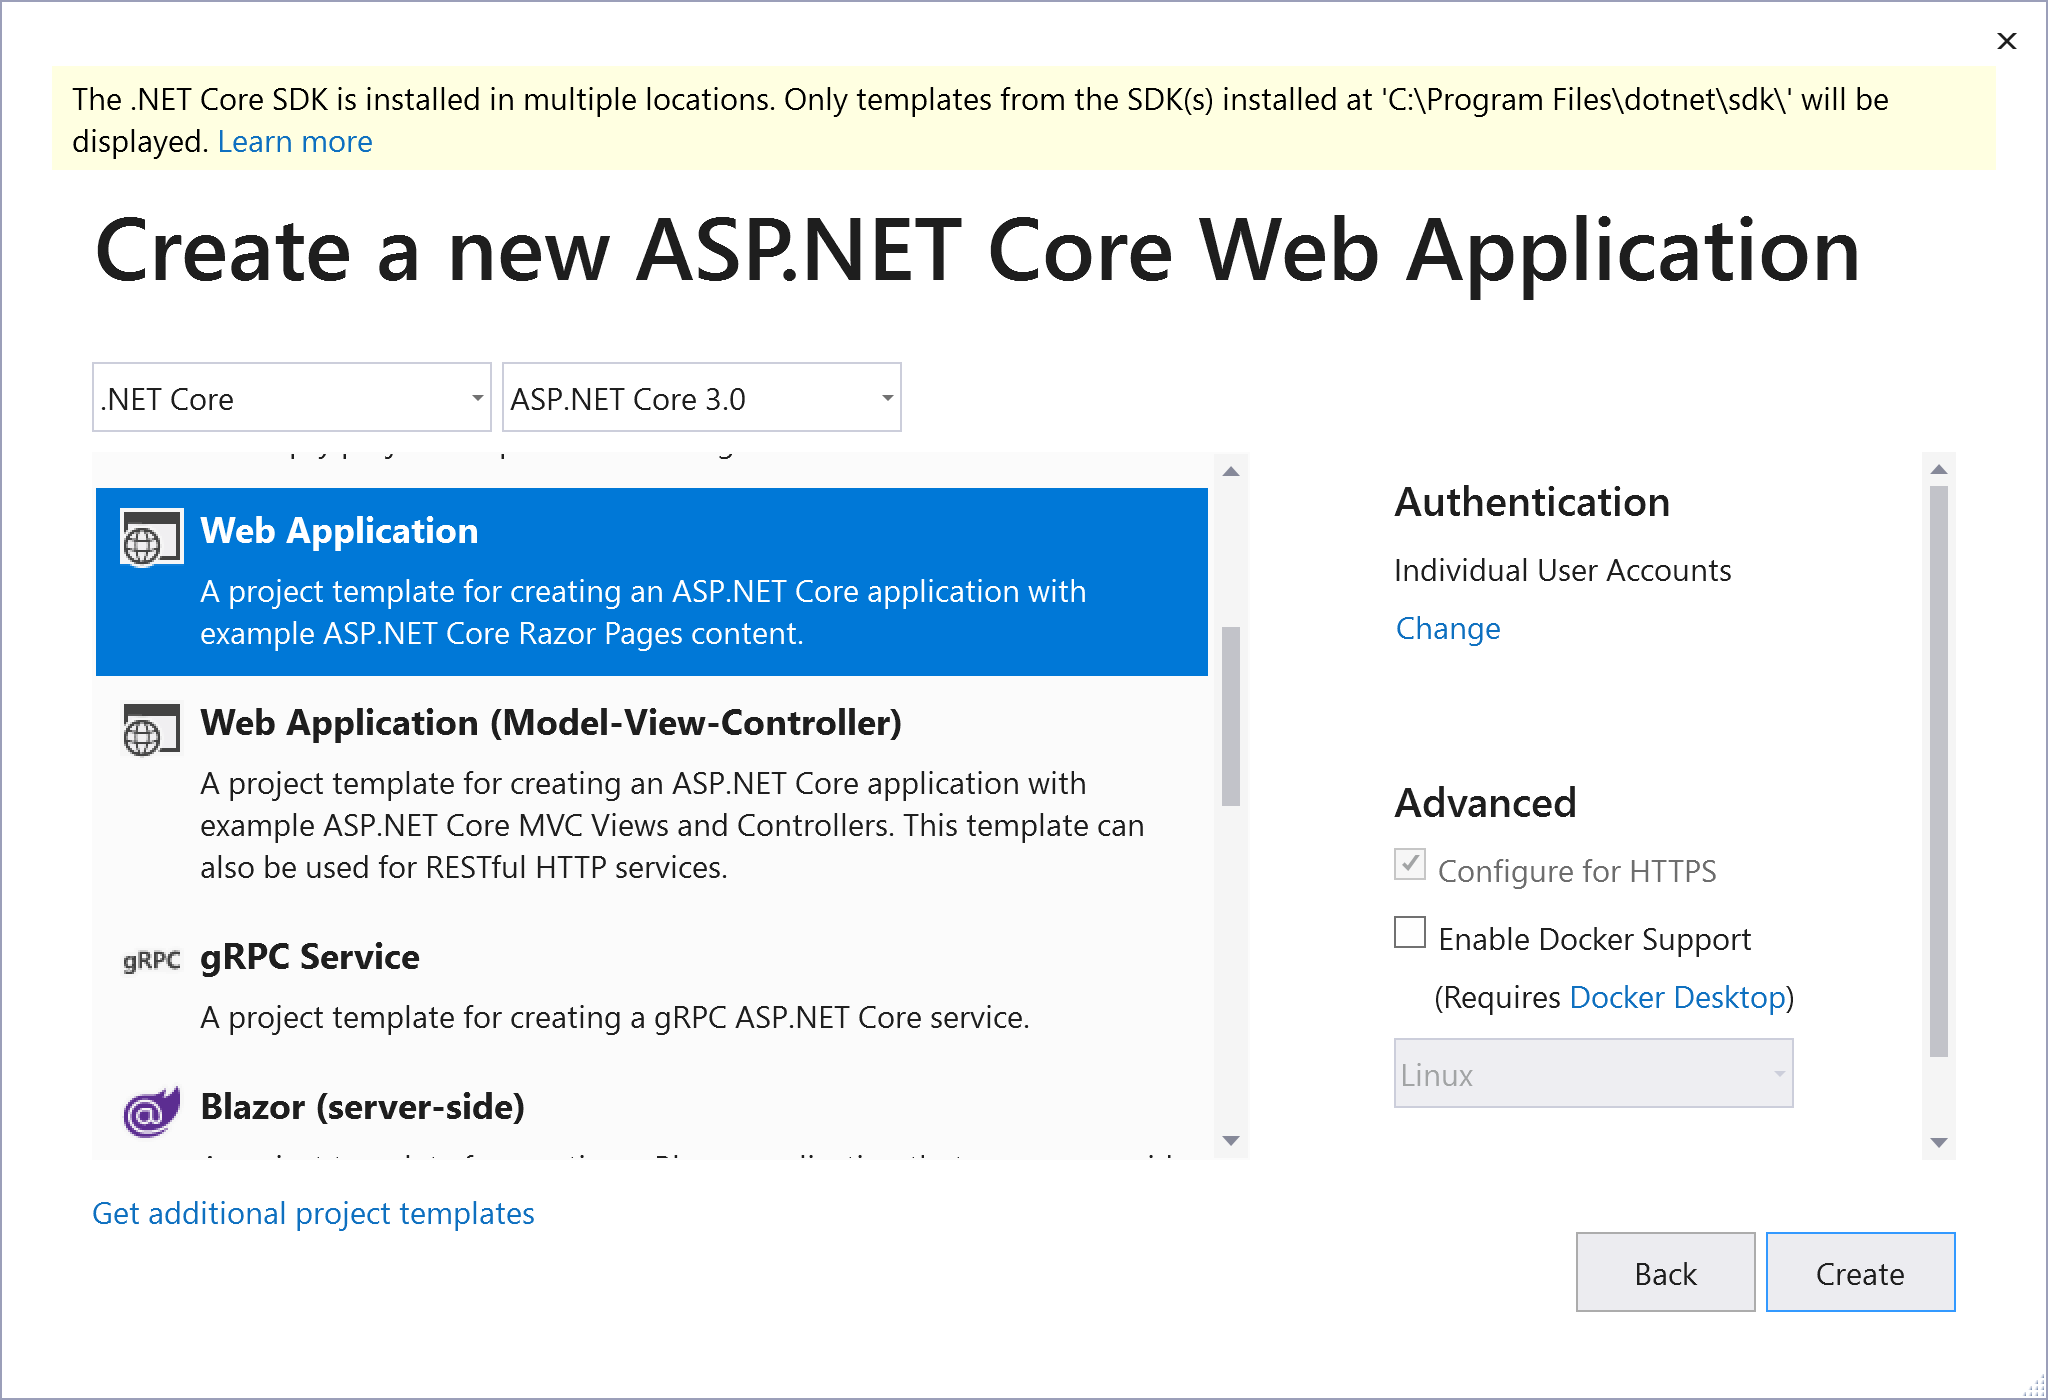 The .NET Core SDK is installed in multiple locations. Only templates from the SDK(s) installed at 'C:\Program Files\dotnet\sdk\' will be
displayed. Learn more
Create a new ASP.NET Core Web Application
.NET Core
ASP.NET Core 3.0
Web Application
A project template for creating an ASP.NET Core application with
example ASP.NET Core Razor Pages content.
Web Application (Model-View-Controller)
A project template for creating an ASP.NET Core application with
example ASP.NET Core MVC Views and Controllers. This template can
also be used for RESTful HTTP services.
gRPC
gRPC Service
A project template for creating a gRPC ASP.NET Core service.
Blazor (server-side)
Authentication
Individual User Accounts
Change
Advanced
Configure for HTTPS
Enable Docker Support
(Requires Docker Desktop)
Linux
Get additional project templates
Back
Create